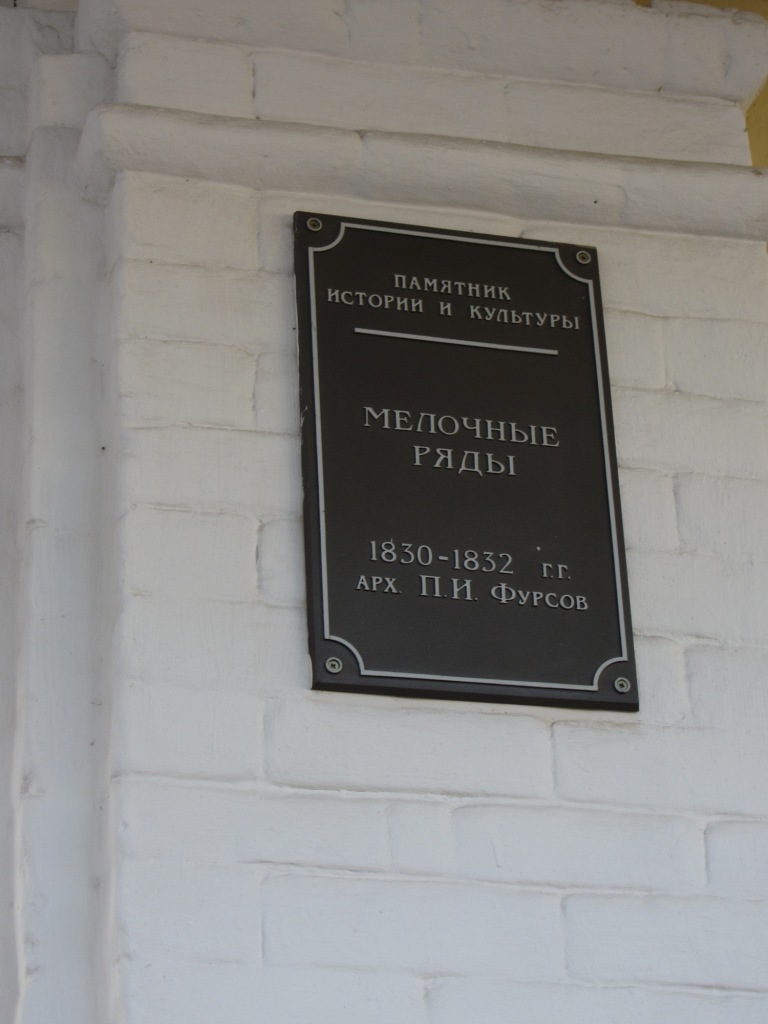 ПАМЯТНИК
ИСТОРИИ И КУЛЬТУРЫ
МЕЛОЧНЫЕ
РЯДЫ
1830-1832 г.г.
АРХ. П.И. ФУРСОВ